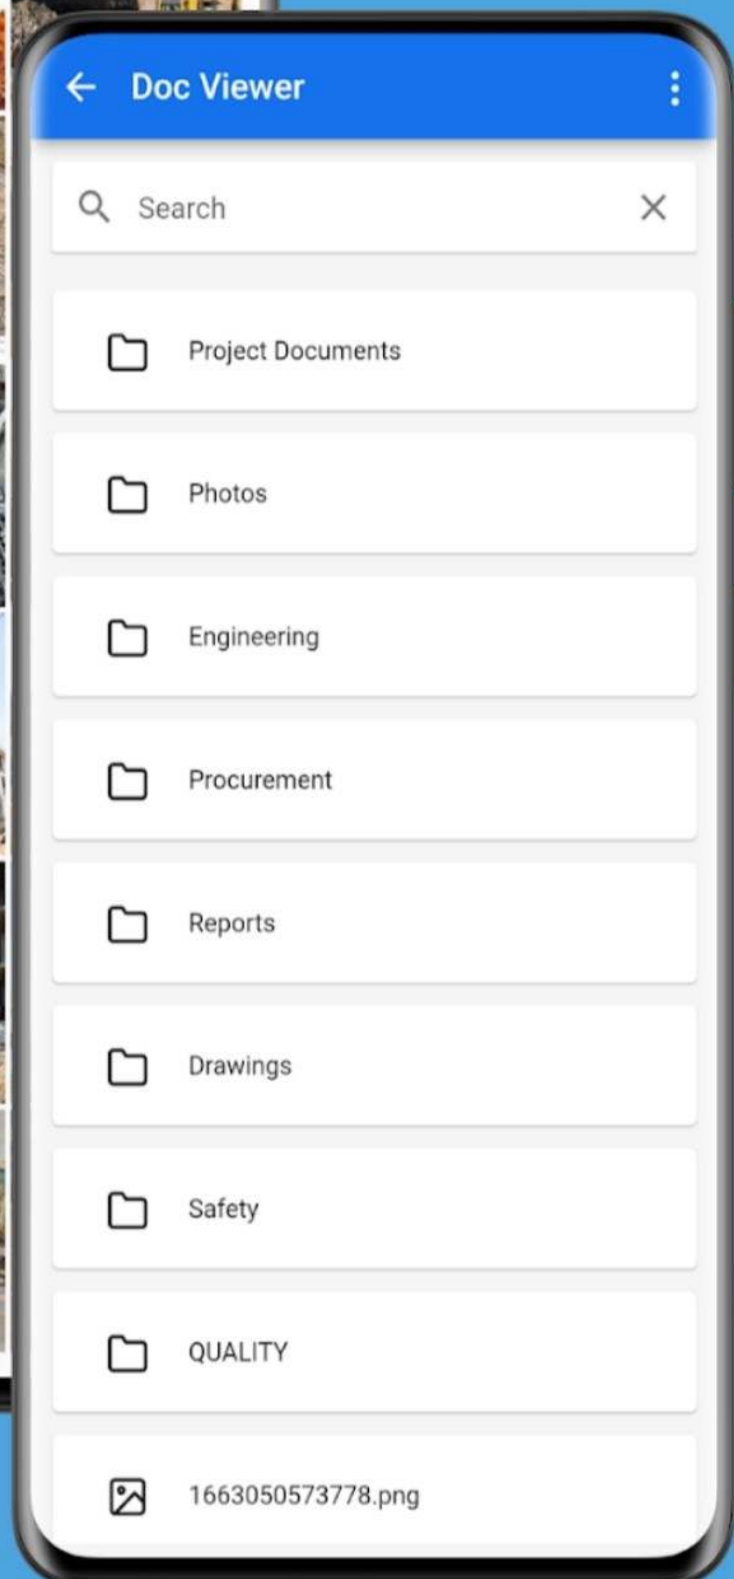 Doc Viewer
Search
Project Documents
Photos
Engineering
Procurement
Reports
Drawings
Safety
QUALITY
1663050573778.png